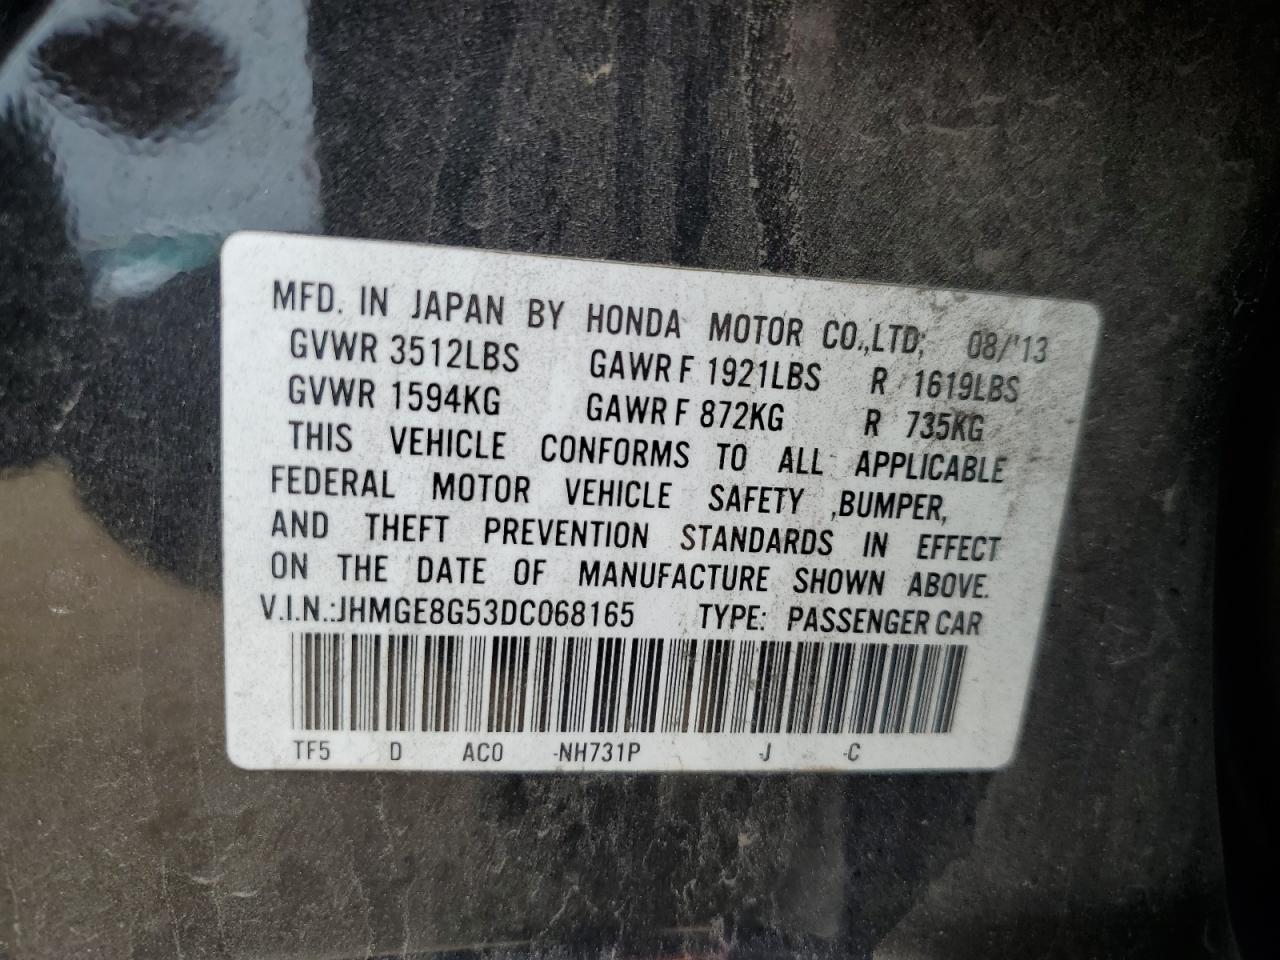 MFD. IN JAPAN BY HONDA MOTOR CO.,LTD; 08/'13
GVWR 3512LBS GAWR F 1921LBS R 1619LBS
GVWR 1594KG GAWR F 872KG R 735KG
THIS VEHICLE CONFORMS TO ALL APPLICABLE
FEDERAL MOTOR VEHICLE SAFETY ,BUMPER,
AND THEFT PREVENTION STANDARDS IN EFFECT
ON THE DATE OF MANUFACTURE SHOWN ABOVE.
V.I.N.:JHMGE8G53DC068165 TYPE: PASSENGER CAR
TF5 D AC0 -NH731P -J -C